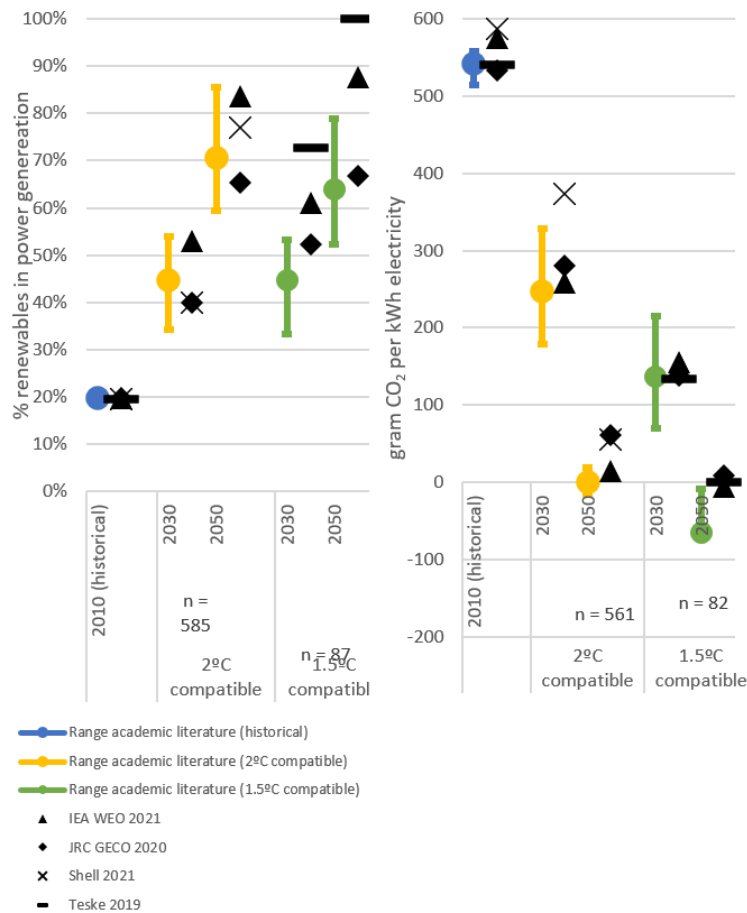 100%
90%
80%
70%
60%
50%
40%
30%
20%
10%
0%
% renewables in power genereation
2010 (historical)
2030
2050
2030
2050
n =
585
n = 87
2ºC
compatible
1.5ºC
compatibl
600
500
400
300
200
100
0
-100
-200
gram CO₂ per kWh electricity
2010 (historical)
2030
2050
2030
2050
n = 561
n = 82
2ºC
compatible
1.5ºC
compatible
Range academic literature (historical)
Range academic literature (2ºC compatible)
Range academic literature (1.5ºC compatible)
IEA WEO 2021
JRC GECO 2020
Shell 2021
Teske 2019